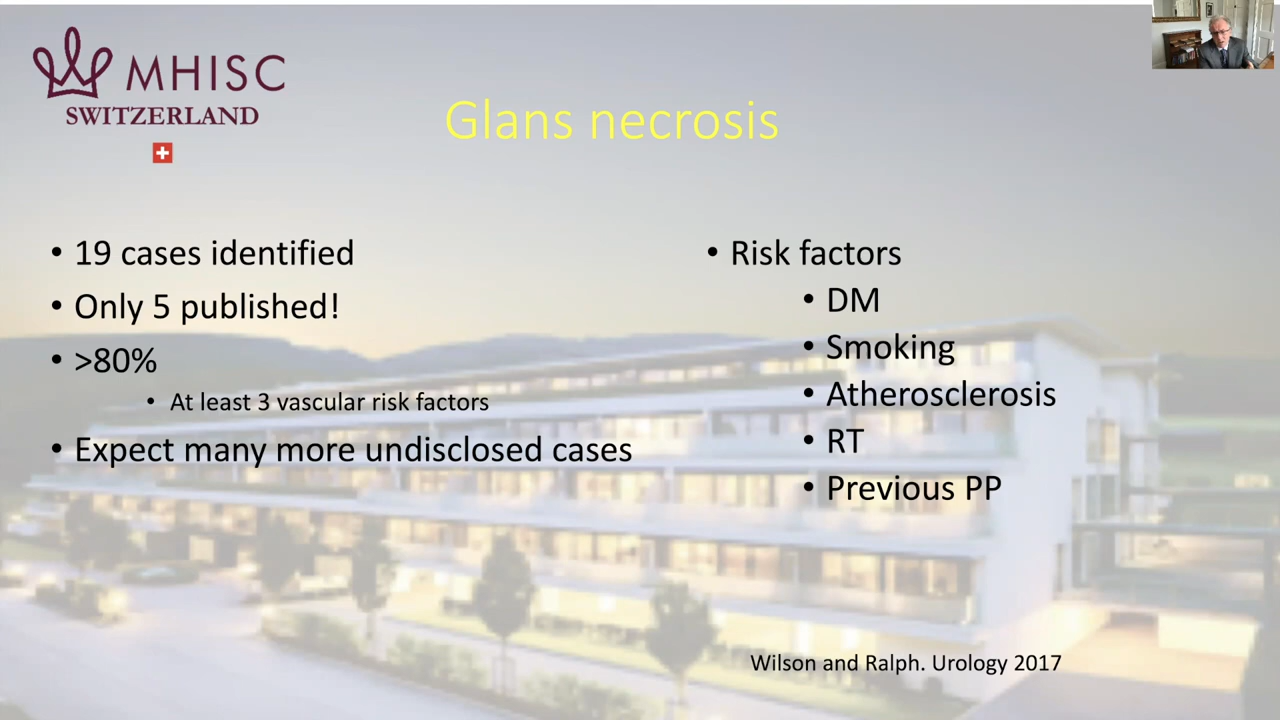 MHISC
SWITZERLAND
Glans necrosis
• 19 cases identified
• Only 5 published!
• >80%
• At least 3 vascular risk factors
• Expect many more undisclosed cases
• Risk factors
• DM
• Smoking
• Atherosclerosis
• RT
• Previous PP
Wilson and Ralph. Urology 2017